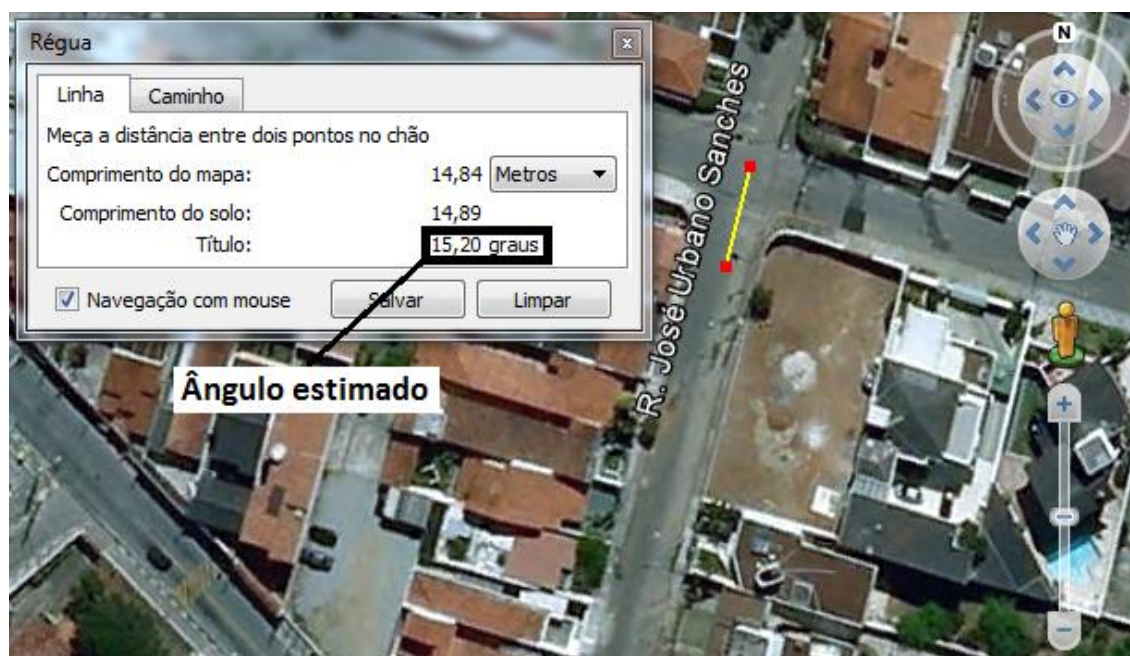 Régua
Linha Caminho
Meça a distância entre dois pontos no chão
Comprimento do mapa: 14,84 Metros
Comprimento do solo: 14,89
Título: 15,20 graus
Navegação com mouse Salvar Limpar
Ângulo estimado
R. José Urbano Sanches
N